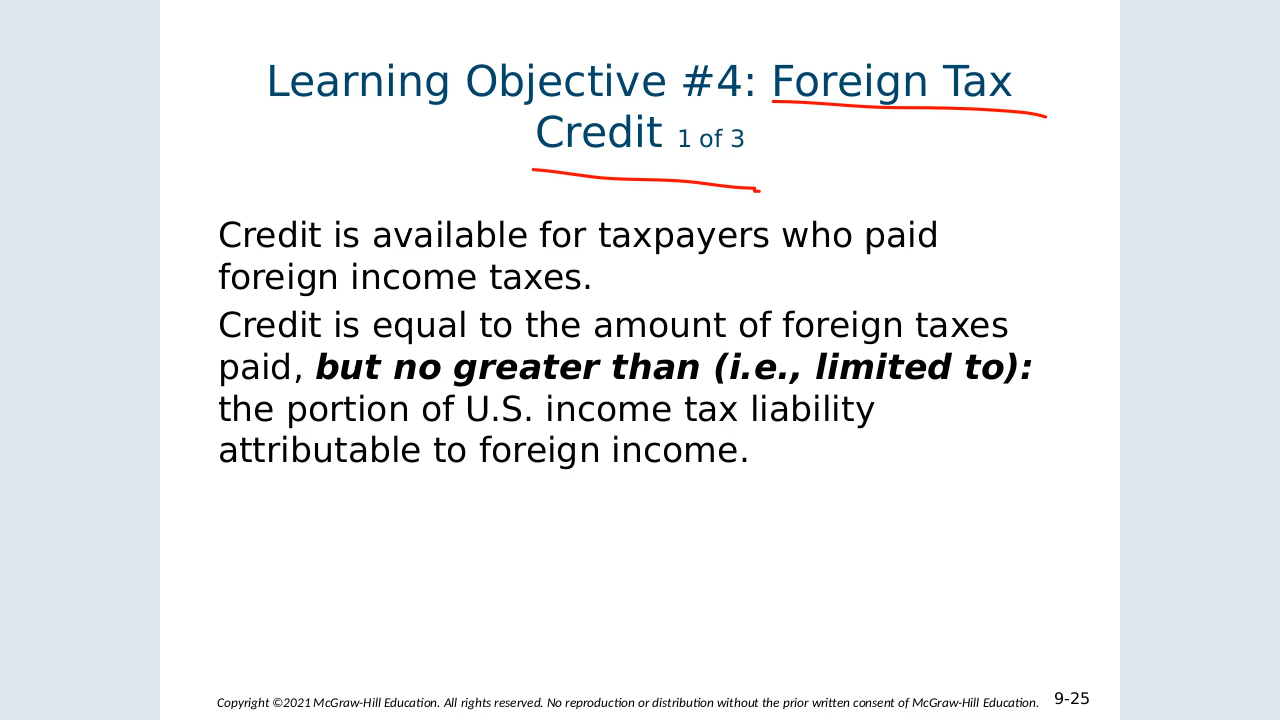 Learning Objective #4: Foreign Tax
Credit 1 of 3
Credit is available for taxpayers who paid
foreign income taxes.
Credit is equal to the amount of foreign taxes
paid, but no greater than (i.e., limited to):
the portion of U.S. income tax liability
attributable to foreign income.
Copyright ©2021 McGraw-Hill Education. All rights reserved. No reproduction or distribution without the prior written consent of McGraw-Hill Education. 9-25